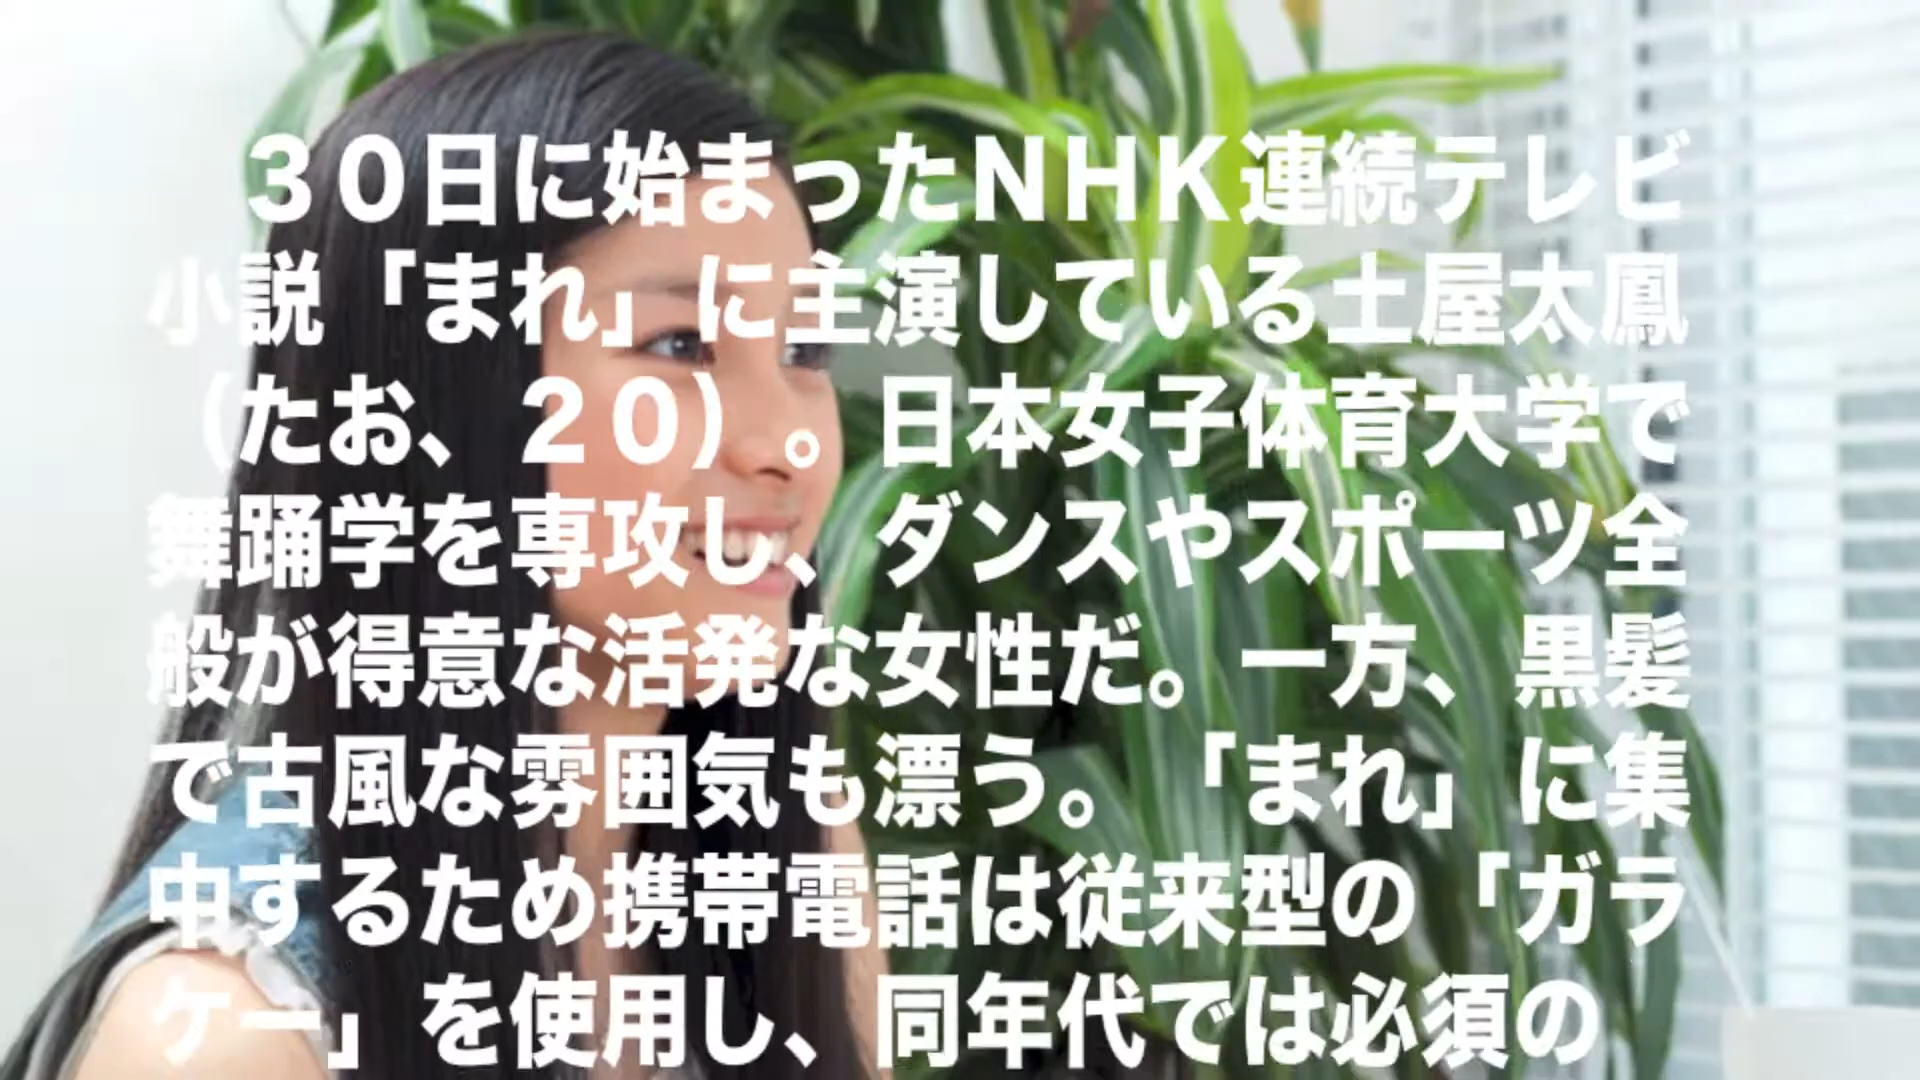 ３０日に始まったＮＨＫ連続テレビ
小説「まれ」に主演している土屋太鳳
（たお、２０）。日本女子体育大学で
舞踊学を専攻し、ダンスやスポーツ全
般が得意な活発な女性だ。一方、黒髪
で古風な雰囲気も漂う。「まれ」に集
中するため携帯電話は従来型の「ガラ
ケー」を使用し、同年代では必須の